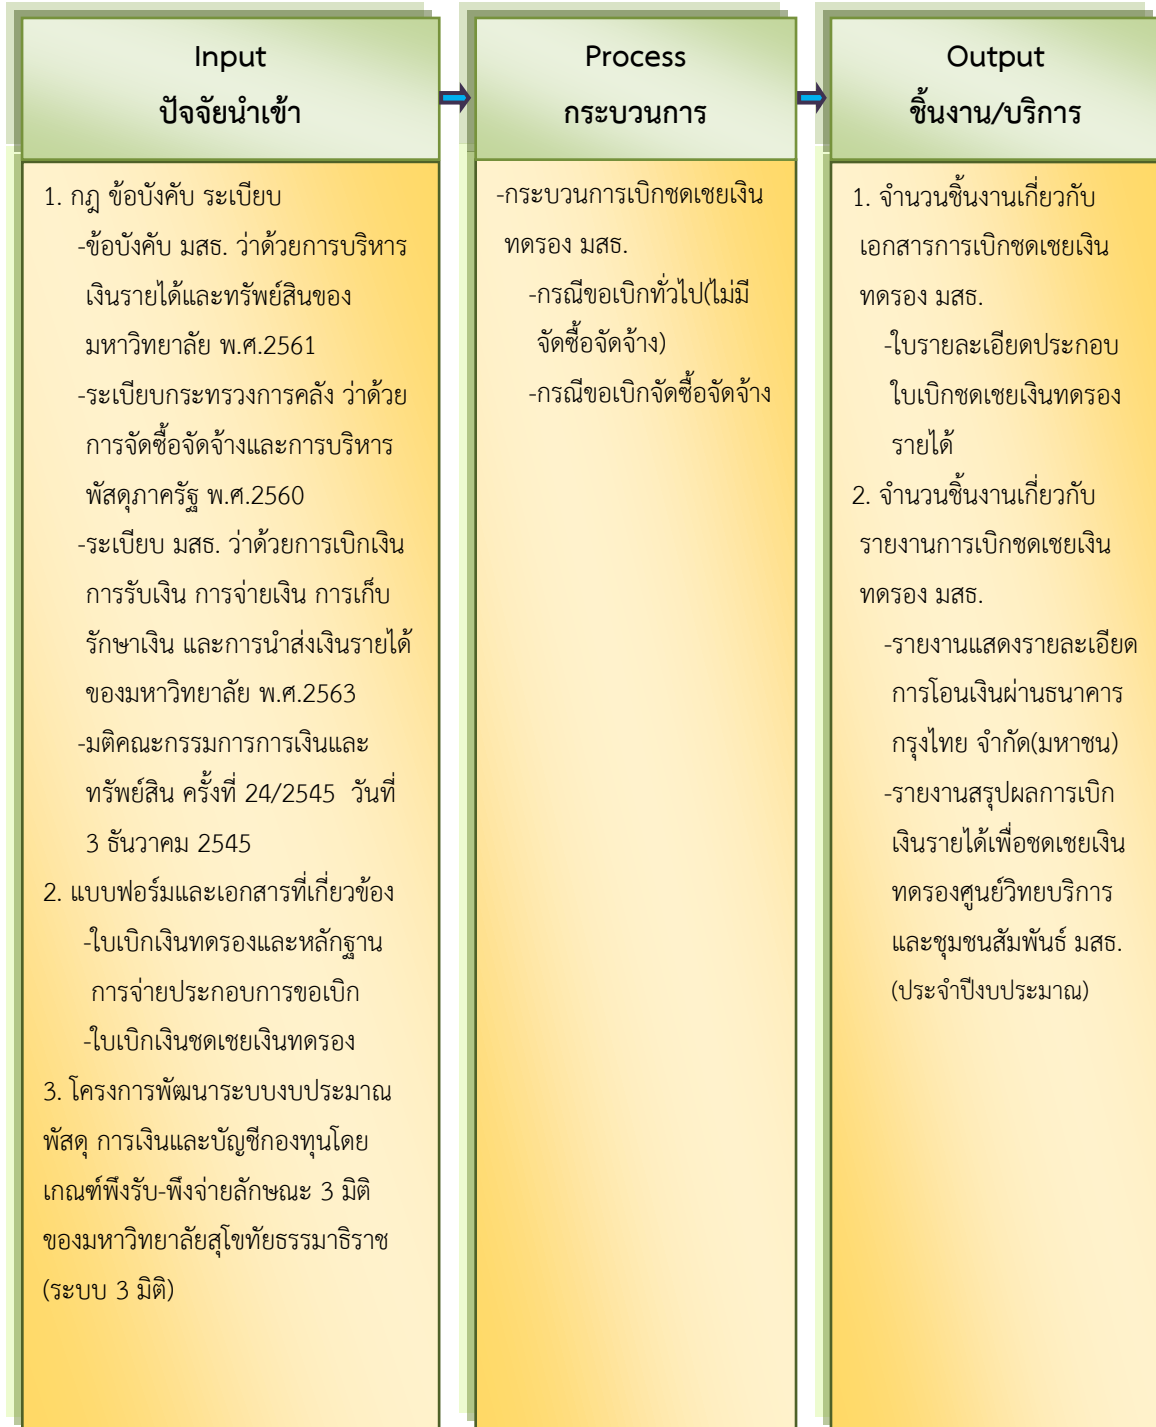 Input
ปัจจัยนำเข้า
1. กฎ ข้อบังคับ ระเบียบ
-ข้อบังคับ มสธ. ว่าด้วยการบริหาร
เงินรายได้และทรัพย์สินของ
มหาวิทยาลัย พ.ศ.2561
-ระเบียบกระทรวงการคลัง ว่าด้วย
การจัดซื้อจัดจ้างและการบริหาร
พัสดุภาครัฐ พ.ศ.2560
-ระเบียบ มสธ. ว่าด้วยการเบิกเงิน
การรับเงิน การจ่ายเงิน การเก็บ
รักษาเงิน และการนำส่งเงินรายได้
ของมหาวิทยาลัย พ.ศ.2563
-มติคณะกรรมการการเงินและ
ทรัพย์สิน ครั้งที่ 24/2545 วันที่
3 ธันวาคม 2545
2. แบบฟอร์มและเอกสารที่เกี่ยวข้อง
-ใบเบิกเงินทดรองและหลักฐาน
การจ่ายประกอบการขอเบิก
-ใบเบิกเงินชดเชยเงินทดรอง
3. โครงการพัฒนาระบบงบประมาณ
พัสดุ การเงินและบัญชีกองทุนโดย
เกณฑ์พึงรับ-พึงจ่ายลักษณะ 3 มิติ
ของมหาวิทยาลัยสุโขทัยธรรมาธิราช
(ระบบ 3 มิติ)
Process
กระบวนการ
-กระบวนการเบิกชดเชยเงิน
ทดรอง มสธ.
-กรณีขอเบิกทั่วไป(ไม่มี
จัดซื้อจัดจ้าง)
-กรณีขอเบิกจัดซื้อจัดจ้าง
Output
ชิ้นงาน/บริการ
1. จำนวนชิ้นงานเกี่ยวกับ
เอกสารการเบิกชดเชยเงิน
ทดรอง มสธ.
-ใบรายละเอียดประกอบ
ใบเบิกชดเชยเงินทดรอง
รายได้
2. จำนวนชิ้นงานเกี่ยวกับ
รายงานการเบิกชดเชยเงิน
ทดรอง มสธ.
-รายงานแสดงรายละเอียด
การโอนเงินผ่านธนาคาร
กรุงไทย จำกัด(มหาชน)
-รายงานสรุปผลการเบิก
เงินรายได้เพื่อชดเชยเงิน
ทดรองศูนย์วิทยบริการ
และชุมชนสัมพันธ์ มสธ.
(ประจำปีงบประมาณ)